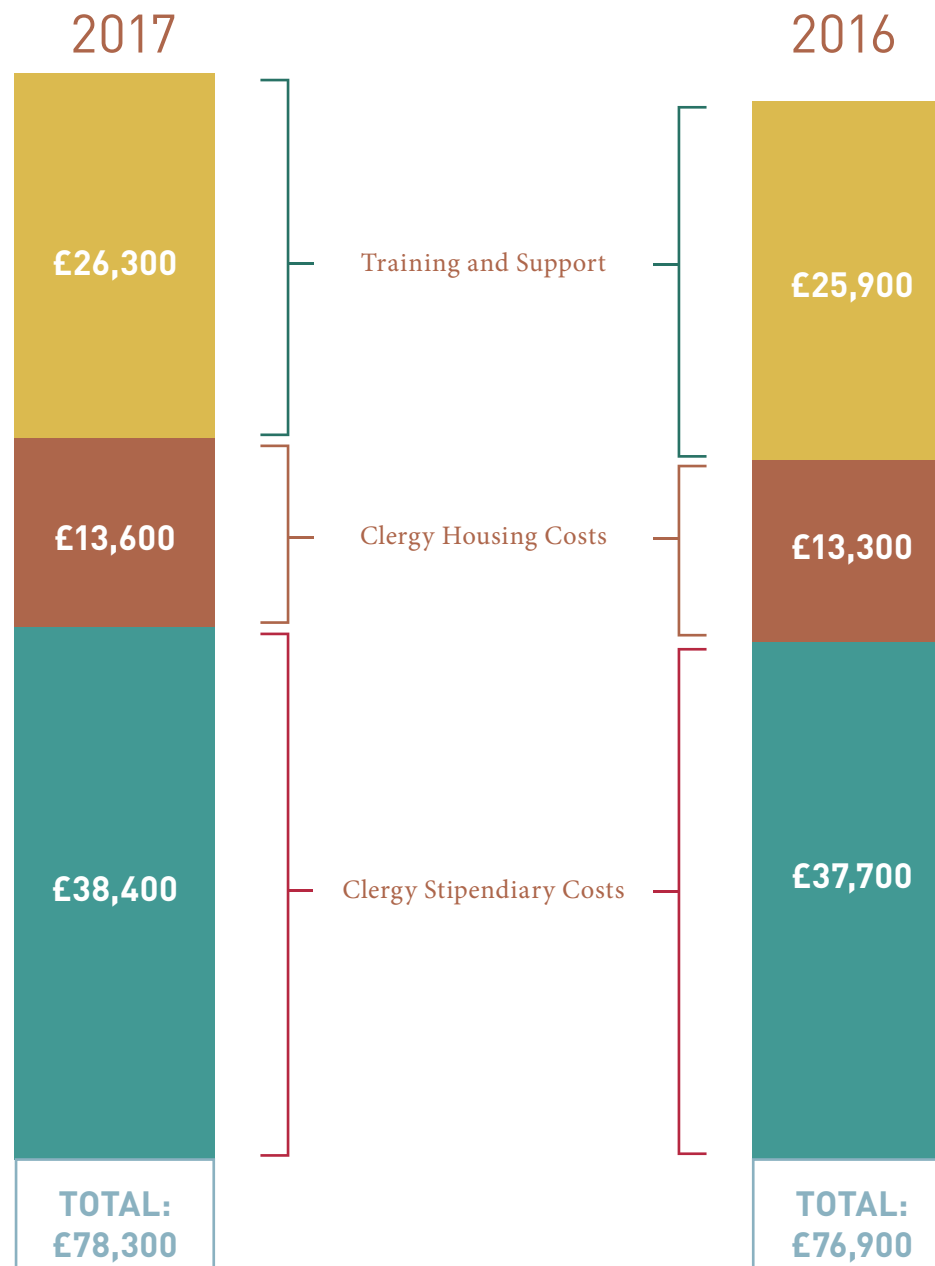 2017
2016
£26,300
Training and Support
£25,900
£13,600
Clergy Housing Costs
£13,300
£38,400
Clergy Stipendiary Costs
£37,700
TOTAL:
£78,300
TOTAL:
£76,900